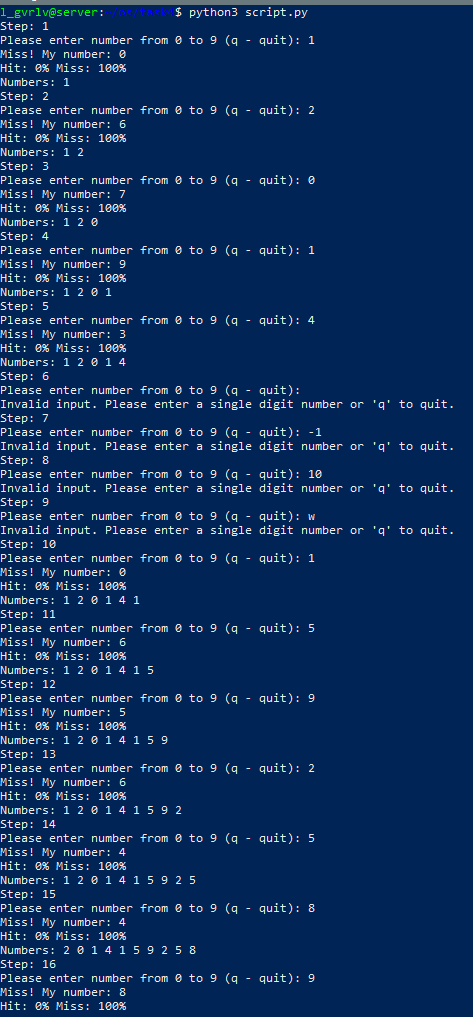 l_gvrlv@server:$ python3 script.py
Step: 1
Please enter number from 0 to 9 (q - quit): 1
Miss! My number: 0
Hit: 0% Miss: 100%
Numbers: 1
Step: 2
Please enter number from 0 to 9 (q - quit): 2
Miss! My number: 6
Hit: 0% Miss: 100%
Numbers: 1 2
Step: 3
Please enter number from 0 to 9 (q - quit): 0
Miss! My number: 7
Hit: 0% Miss: 100%
Numbers: 1 2 0
Step: 4
Please enter number from 0 to 9 (q - quit): 1
Miss! My number: 9
Hit: 0% Miss: 100%
Numbers: 1 2 0 1
Step: 5
Please enter number from 0 to 9 (q - quit): 4
Miss! My number: 3
Hit: 0% Miss: 100%
Numbers: 1 2 0 1 4
Step: 6
Please enter number from 0 to 9 (q - quit):
Invalid input. Please enter a single digit number or 'q' to quit.
Step: 7
Please enter number from 0 to 9 (q - quit): -1
Invalid input. Please enter a single digit number or 'q' to quit.
Step: 8
Please enter number from 0 to 9 (q - quit): 10
Invalid input. Please enter a single digit number or 'q' to quit.
Step: 9
Please enter number from 0 to 9 (q - quit): w
Invalid input. Please enter a single digit number or 'q' to quit.
Step: 10
Please enter number from 0 to 9 (q - quit): 1
Miss! My number: 0
Hit: 0% Miss: 100%
Numbers: 1 2 0 1 4 1
Step: 11
Please enter number from 0 to 9 (q - quit): 5
Miss! My number: 6
Hit: 0% Miss: 100%
Numbers: 1 2 0 1 4 1 5
Step: 12
Please enter number from 0 to 9 (q - quit): 9
Miss! My number: 5
Hit: 0% Miss: 100%
Numbers: 1 2 0 1 4 1 5 9
Step: 13
Please enter number from 0 to 9 (q - quit): 2
Miss! My number: 6
Hit: 0% Miss: 100%
Numbers: 1 2 0 1 4 1 5 9 2
Step: 14
Please enter number from 0 to 9 (q - quit): 5
Miss! My number: 4
Hit: 0% Miss: 100%
Numbers: 1 2 0 1 4 1 5 9 2 5
Step: 15
Please enter number from 0 to 9 (q - quit): 8
Miss! My number: 4
Hit: 0% Miss: 100%
Numbers: 2 0 1 4 1 5 9 2 5 8
Step: 16
Please enter number from 0 to 9 (q - quit): 9
Miss! My number: 8
Hit: 0% Miss: 100%